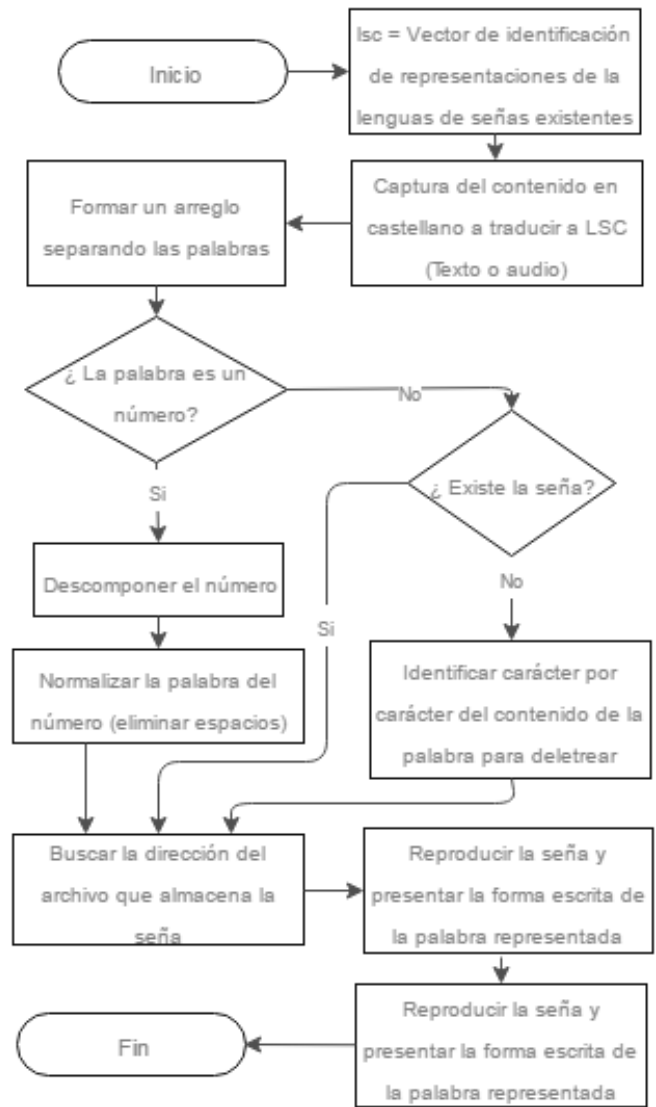 Inicio
lsc = Vector de identificación
de representaciones de la
lenguas de señas existentes
Captura del contenido en
castellano a traducir a LSC
(Texto o audio)
Formar un arreglo
separando las palabras
¿ La palabra es un
número?
No
Si
¿ Existe la seña?
Descomponer el número
No
Si
Normalizar la palabra del
número (eliminar espacios)
Identificar carácter por
carácter del contenido de la
palabra para deletrear
Buscar la dirección del
archivo que almacena la
seña
Reproducir la seña y
presentar la forma escrita de
la palabra representada
Reproducir la seña y
presentar la forma escrita de
la palabra representada
Fin